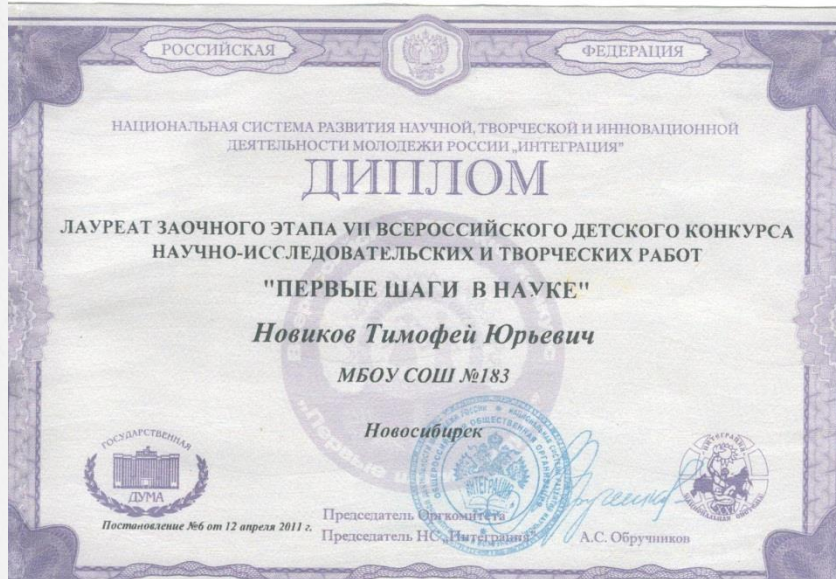 РОССИЙСКАЯ
ФЕДЕРАЦИЯ
НАЦИОНАЛЬНАЯ СИСТЕМА РАЗВИТИЯ НАУЧНОЙ, ТВОРЧЕСКОЙ И ИННОВАЦИОННОЙ
ДЕЯТЕЛЬНОСТИ МОЛОДЕЖИ РОССИИ „ИНТЕГРАЦИЯ"
ДИПЛОМ
ЛАУРЕАТ ЗАОЧНОГО ЭТАПА VII ВСЕРОССИЙСКОГО ДЕТСКОГО КОНКУРСА
НАУЧНО-ИССЛЕДОВАТЕЛЬСКИХ И ТВОРЧЕСКИХ РАБОТ
"ПЕРВЫЕ ШАГИ В НАУКЕ"
Новиков Тимофей Юрьевич
МБОУ СОШ №183
Новосибирск
ГОСУДАРСТВЕННАЯ
ДУМА
Постановление №6 от 12 апреля 2011 г.
ИНТЕГРАЦИЯ
Председатель Оргкомитета
Председатель НС „Интеграция"
А.С. Обручников